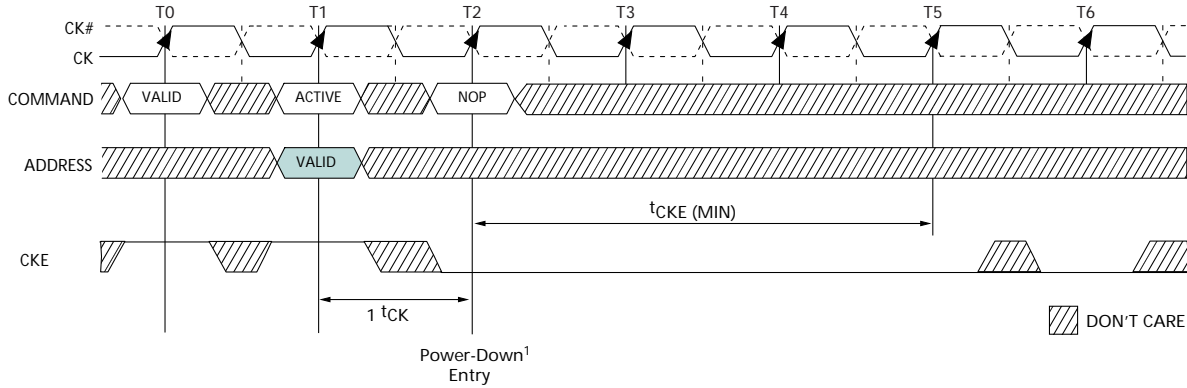 T0 T1 T2 T3 T4 T5 T6
CK#
CK
COMMAND VALID ACTIVE NOP
ADDRESS VALID
tCKE (MIN)
CKE
1 tCK
DON'T CARE
Power-Down1
Entry